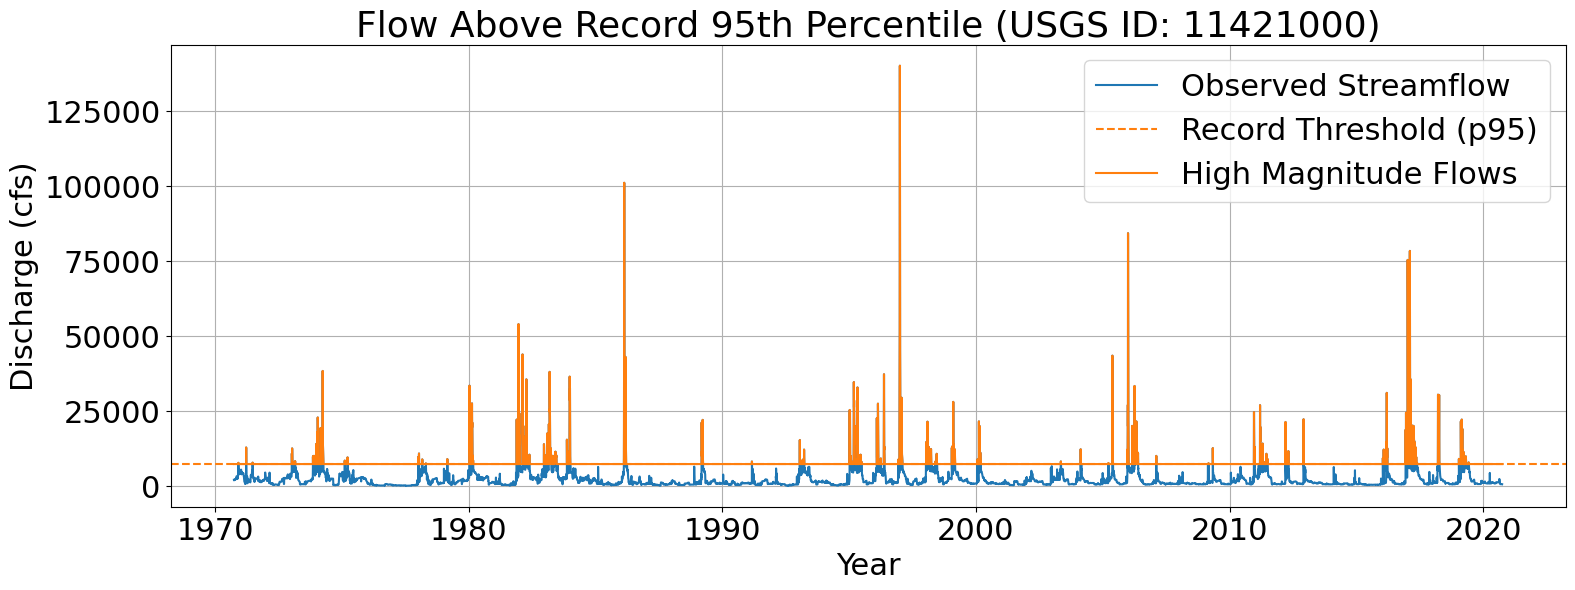 Flow Above Record 95th Percentile (USGS ID: 11421000)
Observed Streamflow
Record Threshold (p95)
High Magnitude Flows
Discharge (cfs)
125000
100000
75000
50000
25000
0
1970 1980 1990 2000 2010 2020
Year